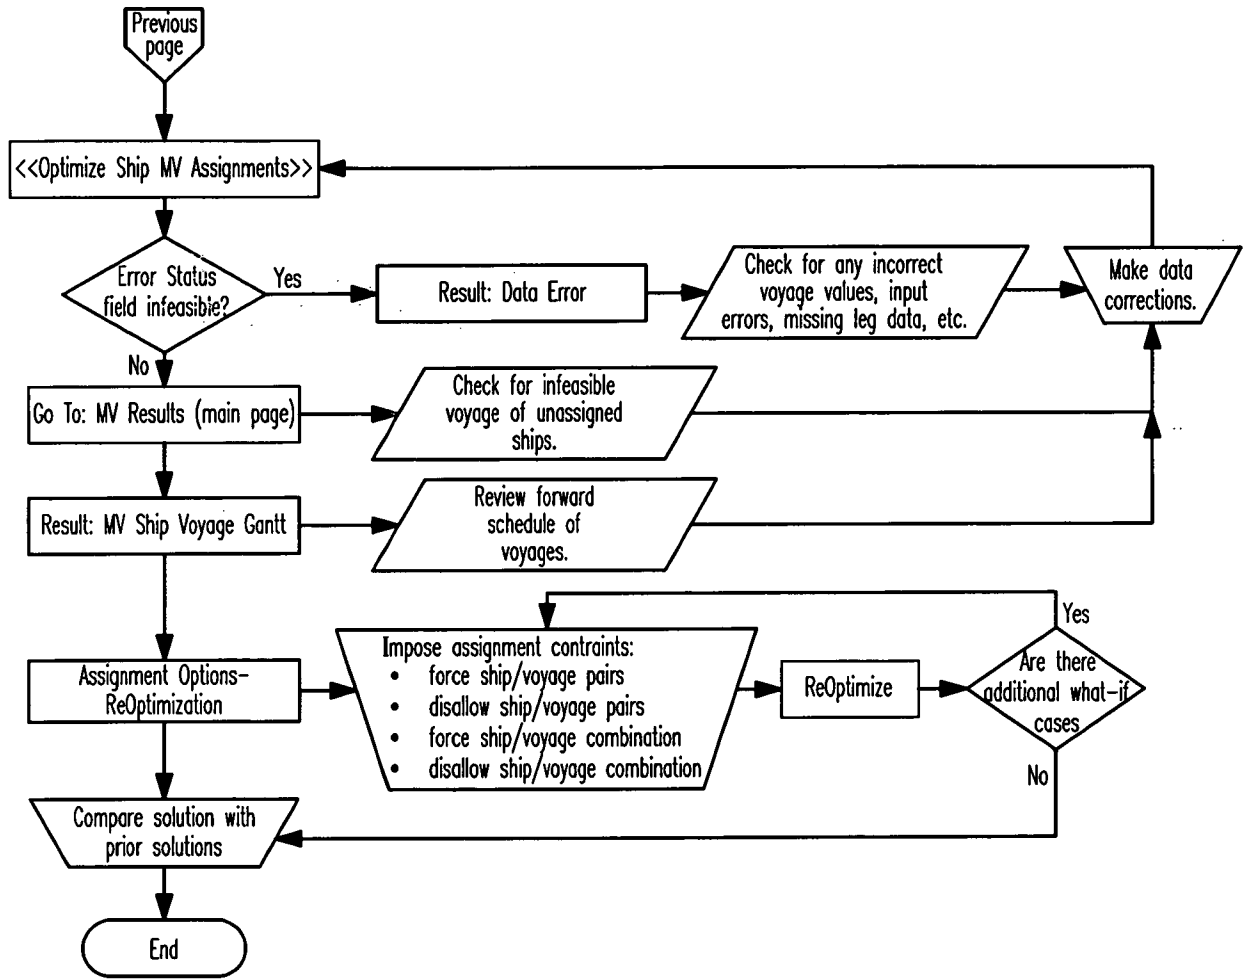 Previous
page
<<Optimize Ship MV Assignments>>
Error Status
field infeasible?
Yes
Result: Data Error
Check for any incorrect
voyage values, input
errors, missing leg data, etc.
Make data
corrections.
No
Go To: MV Results (main page)
Check for infeasible
voyage of unassigned
ships.
Result: MV Ship Voyage Gantt
Review forward
schedule of
voyages.
Assignment Options-
ReOptimization
Impose assignment contraints:
• force ship/voyage pairs
• disallow ship/voyage pairs
• force ship/voyage combination
• disallow ship/voyage combination
ReOptimize
Yes
Are there
additional what-if
cases
No
Compare solution with
prior solutions
End